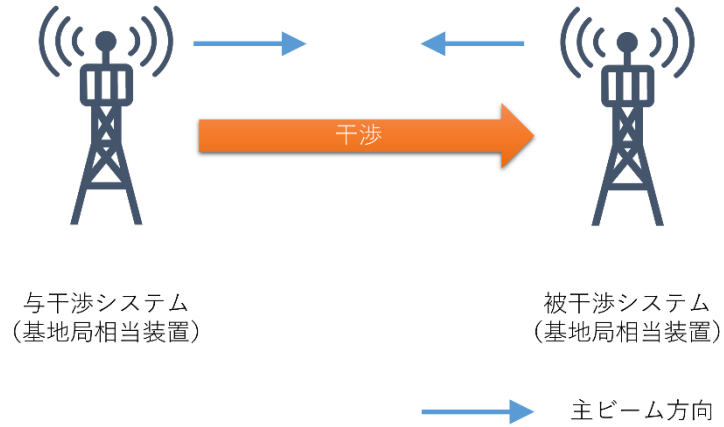 干渉
与干渉システム
（基地局相当装置）
被干渉システム
（基地局相当装置）
主ビーム方向